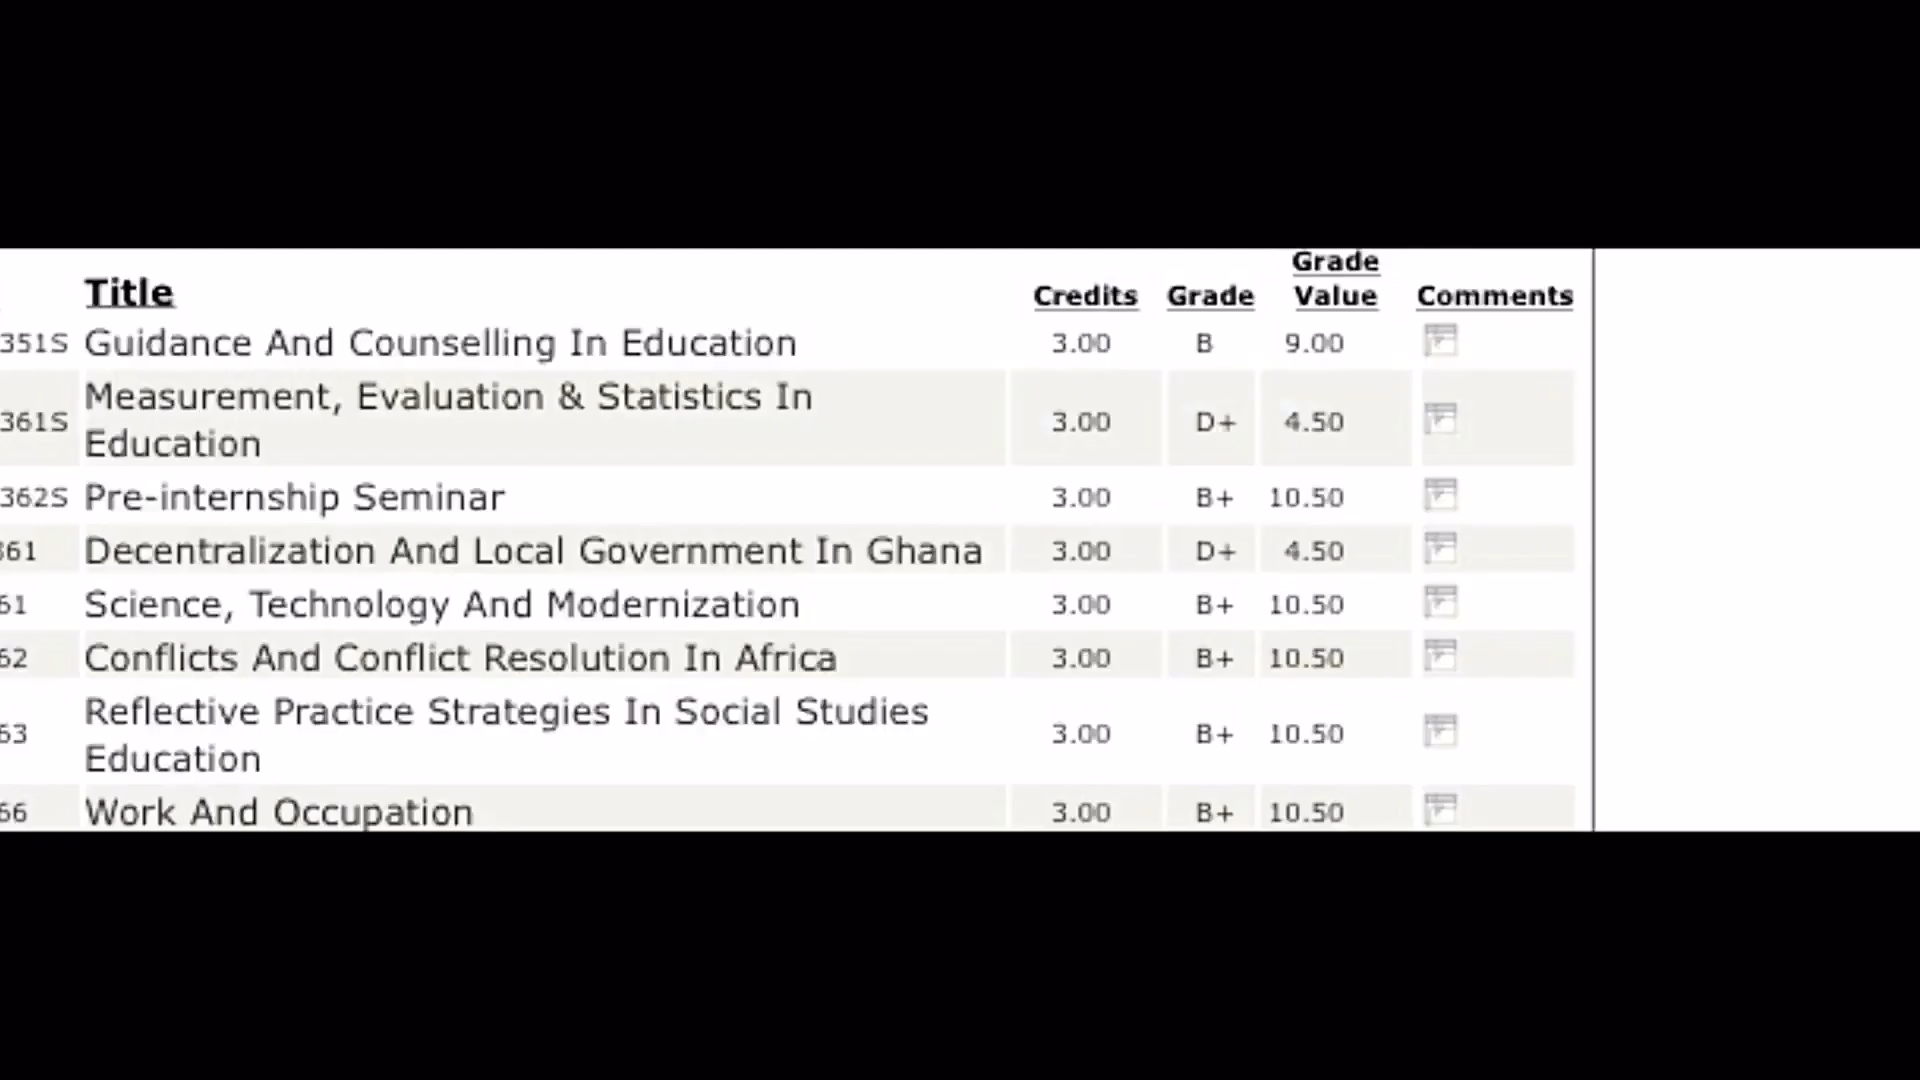 Grade
Title Credits Grade Value Comments
351S Guidance And Counselling In Education 3.00 B 9.00
Measurement, Evaluation & Statistics In
361S 3.00 D+ 4.50
Education
362S Pre-internship Seminar 3.00 B+ 10.50
361 Decentralization And Local Government In Ghana 3.00 D+ 4.50
61 Science, Technology And Modernization 3.00 B+ 10.50
62 Conflicts And Conflict Resolution In Africa 3.00 B+ 10.50
Reflective Practice Strategies In Social Studies
63 3.00 B+ 10.50
Education
66 Work And Occupation 3.00 B+ 10.50